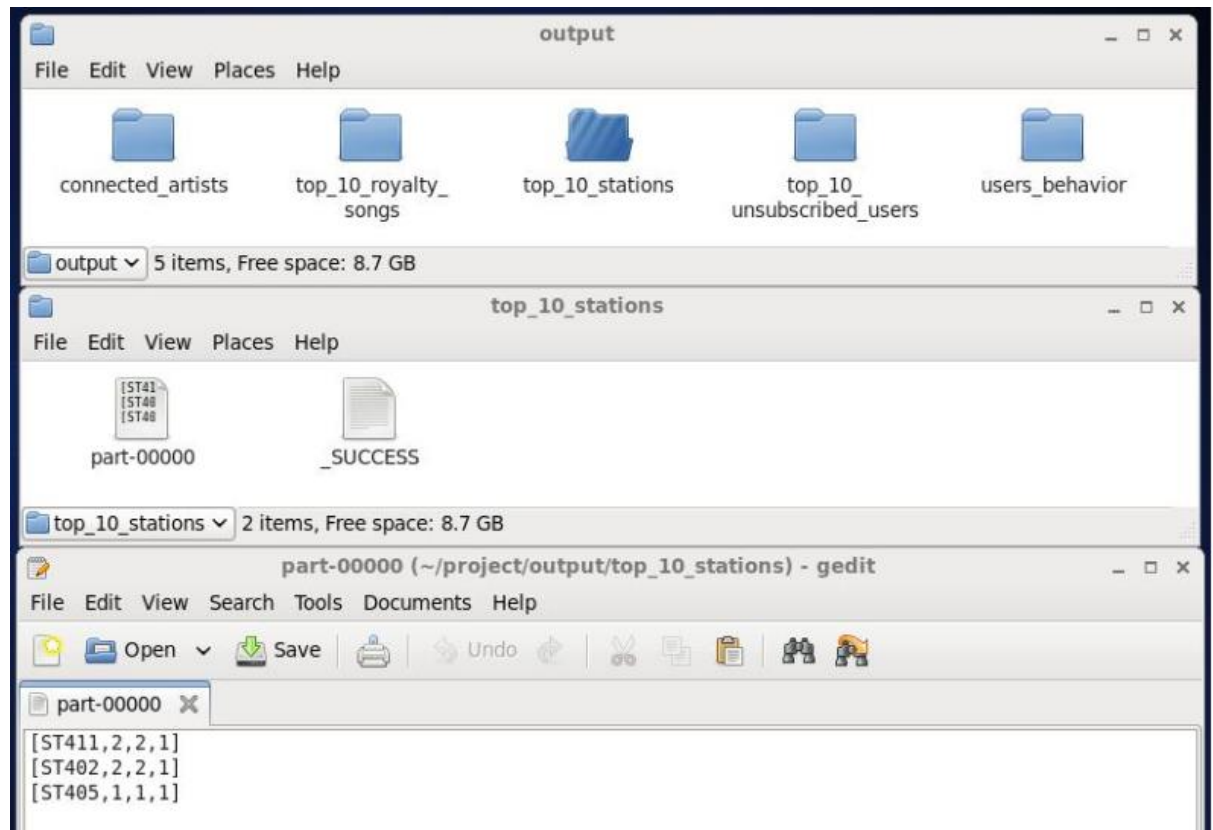 output
File Edit View Places Help
connected_artists top_10_royalty_ top_10_stations top_10_ users_behavior
songs unsubscribed_users
output 5 items, Free space: 8.7 GB
top_10_stations
File Edit View Places Help
[ST41
[ST40
[ST40
part-00000 _SUCCESS
top_10_stations 2 items, Free space: 8.7 GB
part-00000 (~/project/output/top_10_stations) - gedit
File Edit View Search Tools Documents Help
Open Save Undo
part-00000
[ST411,2,2,1]
[ST402,2,2,1]
[ST405,1,1,1]